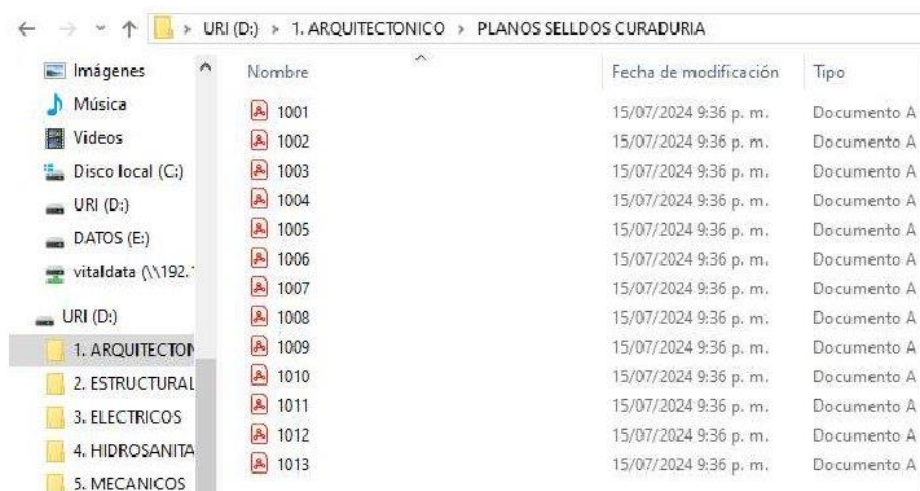 URI (D:) > 1. ARQUITECTONICO > PLANOS SELLDOS CURADURIA
Imágenes
Música
Videos
Disco local (C:)
URI (D:)
DATOS (E:)
vitaldata (\\192.1
URI (D:)
1. ARQUITECTON
2. ESTRUCTURAL
3. ELECTRICOS
4. HIDROSANITA
5. MECANICOS
Nombre Fecha de modificación Tipo
1001 15/07/2024 9:36 p. m. Documento A
1002 15/07/2024 9:36 p. m. Documento A
1003 15/07/2024 9:36 p. m. Documento A
1004 15/07/2024 9:36 p. m. Documento A
1005 15/07/2024 9:36 p. m. Documento A
1006 15/07/2024 9:36 p. m. Documento A
1007 15/07/2024 9:36 p. m. Documento A
1008 15/07/2024 9:36 p. m. Documento A
1009 15/07/2024 9:36 p. m. Documento A
1010 15/07/2024 9:36 p. m. Documento A
1011 15/07/2024 9:36 p. m. Documento A
1012 15/07/2024 9:36 p. m. Documento A
1013 15/07/2024 9:36 p. m. Documento A